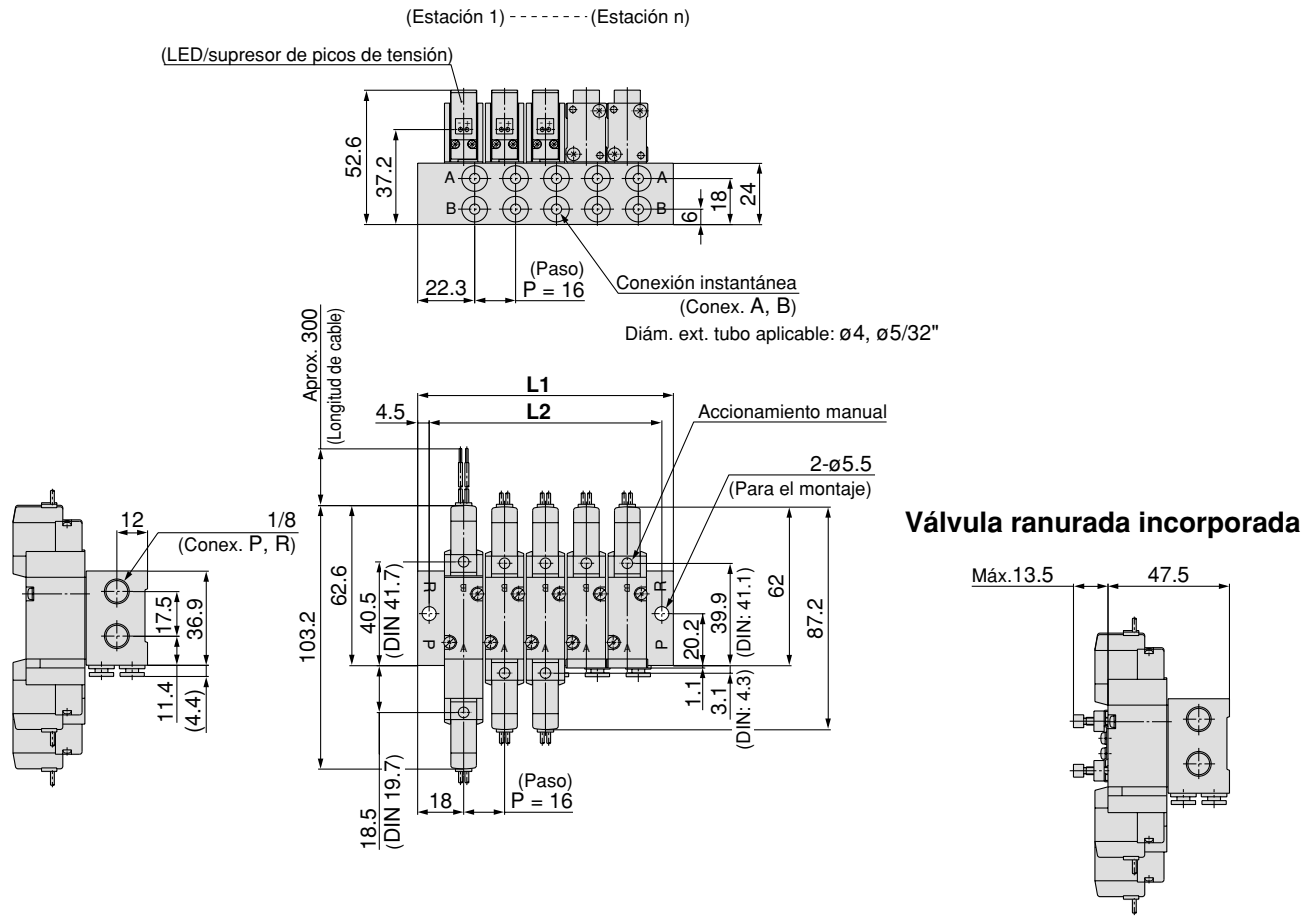 (Estación 1) - - - - - - - (Estación n)
(LED/supresor de picos de tensión)
52.6
37.2
A
A
B
B
6
18
24
22.3
(Paso)
P = 16
Conexión instantánea
(Conex. A, B)
Diám. ext. tubo aplicable: ø4, ø5/32"
Aprox. 300
(Longitud de cable)
L1
4.5
L2
Accionamiento manual
2-ø5.5
(Para el montaje)
12
1/8
(Conex. P, R)
17.5
36.9
11.4
(4.4)
103.2
62.6
40.5
(DIN 41.7)
R
P
B
B
B
B
B
A
A
A
A
A
R
P
20.2
39.9
(DIN: 41.1)
62
87.2
1.1
3.1
(DIN: 4.3)
18.5
(DIN 19.7)
18
(Paso)
P = 16
Válvula ranurada incorporada
Máx.13.5
47.5